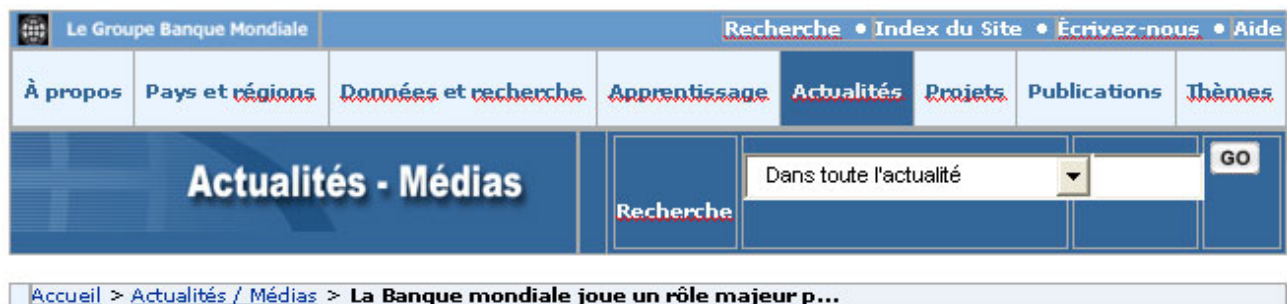 Le Groupe Banque Mondiale
Recherche • Index du Site • Écrivez-nous • Aide
À propos Pays et régions Données et recherche Apprentissage Actualités Projets Publications Thèmes
Actualités - Médias
Dans toute l'actualité GO
Recherche
Accueil > Actualités / Médias > La Banque mondiale joue un rôle majeur p...